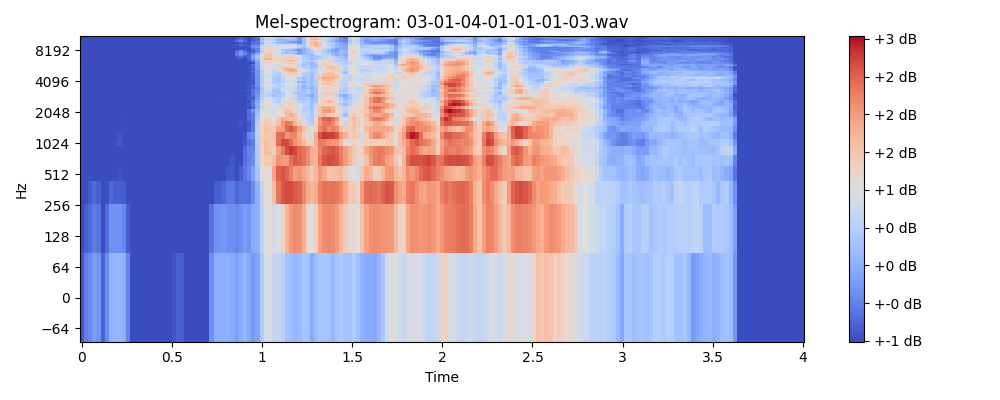 Mel-spectrogram: 03-01-04-01-01-01-03.wav
Hz
8192
4096
2048
1024
512
256
128
64
0
−64
0
0.5
1
1.5
2
2.5
3
3.5
4
Time
+3 dB
+2 dB
+2 dB
+2 dB
+1 dB
+0 dB
+0 dB
+-0 dB
+-1 dB